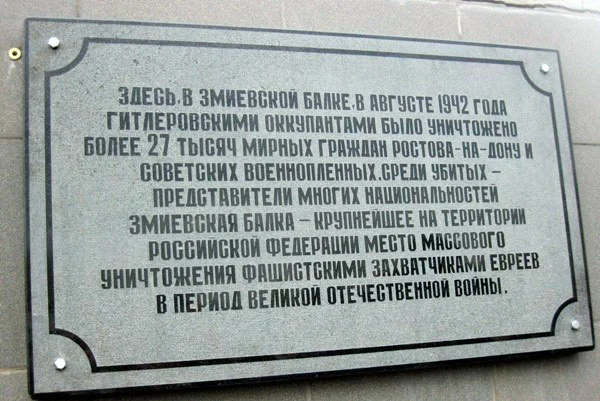 ЗДЕСЬ, В ЗМИЕВСКОЙ БАЛКЕ, В АВГУСТЕ 1942 ГОДА
ГИТЛЕРОВСКИМИ ОККУПАНТАМИ БЫЛО УНИЧТОЖЕНО
БОЛЕЕ 27 ТЫСЯЧ МИРНЫХ ГРАЖДАН РОСТОВА-НА-ДОНУ И
СОВЕТСКИХ ВОЕННОПЛЕННЫХ. СРЕДИ УБИТЫХ –
ПРЕДСТАВИТЕЛИ МНОГИХ НАЦИОНАЛЬНОСТЕЙ
ЗМИЕВСКАЯ БАЛКА – КРУПНЕЙШЕЕ НА ТЕРРИТОРИИ
РОССИЙСКОЙ ФЕДЕРАЦИИ МЕСТО МАССОВОГО
УНИЧТОЖЕНИЯ ФАШИСТСКИМИ ЗАХВАТЧИКАМИ ЕВРЕЕВ
В ПЕРИОД ВЕЛИКОЙ ОТЕЧЕСТВЕННОЙ ВОЙНЫ.